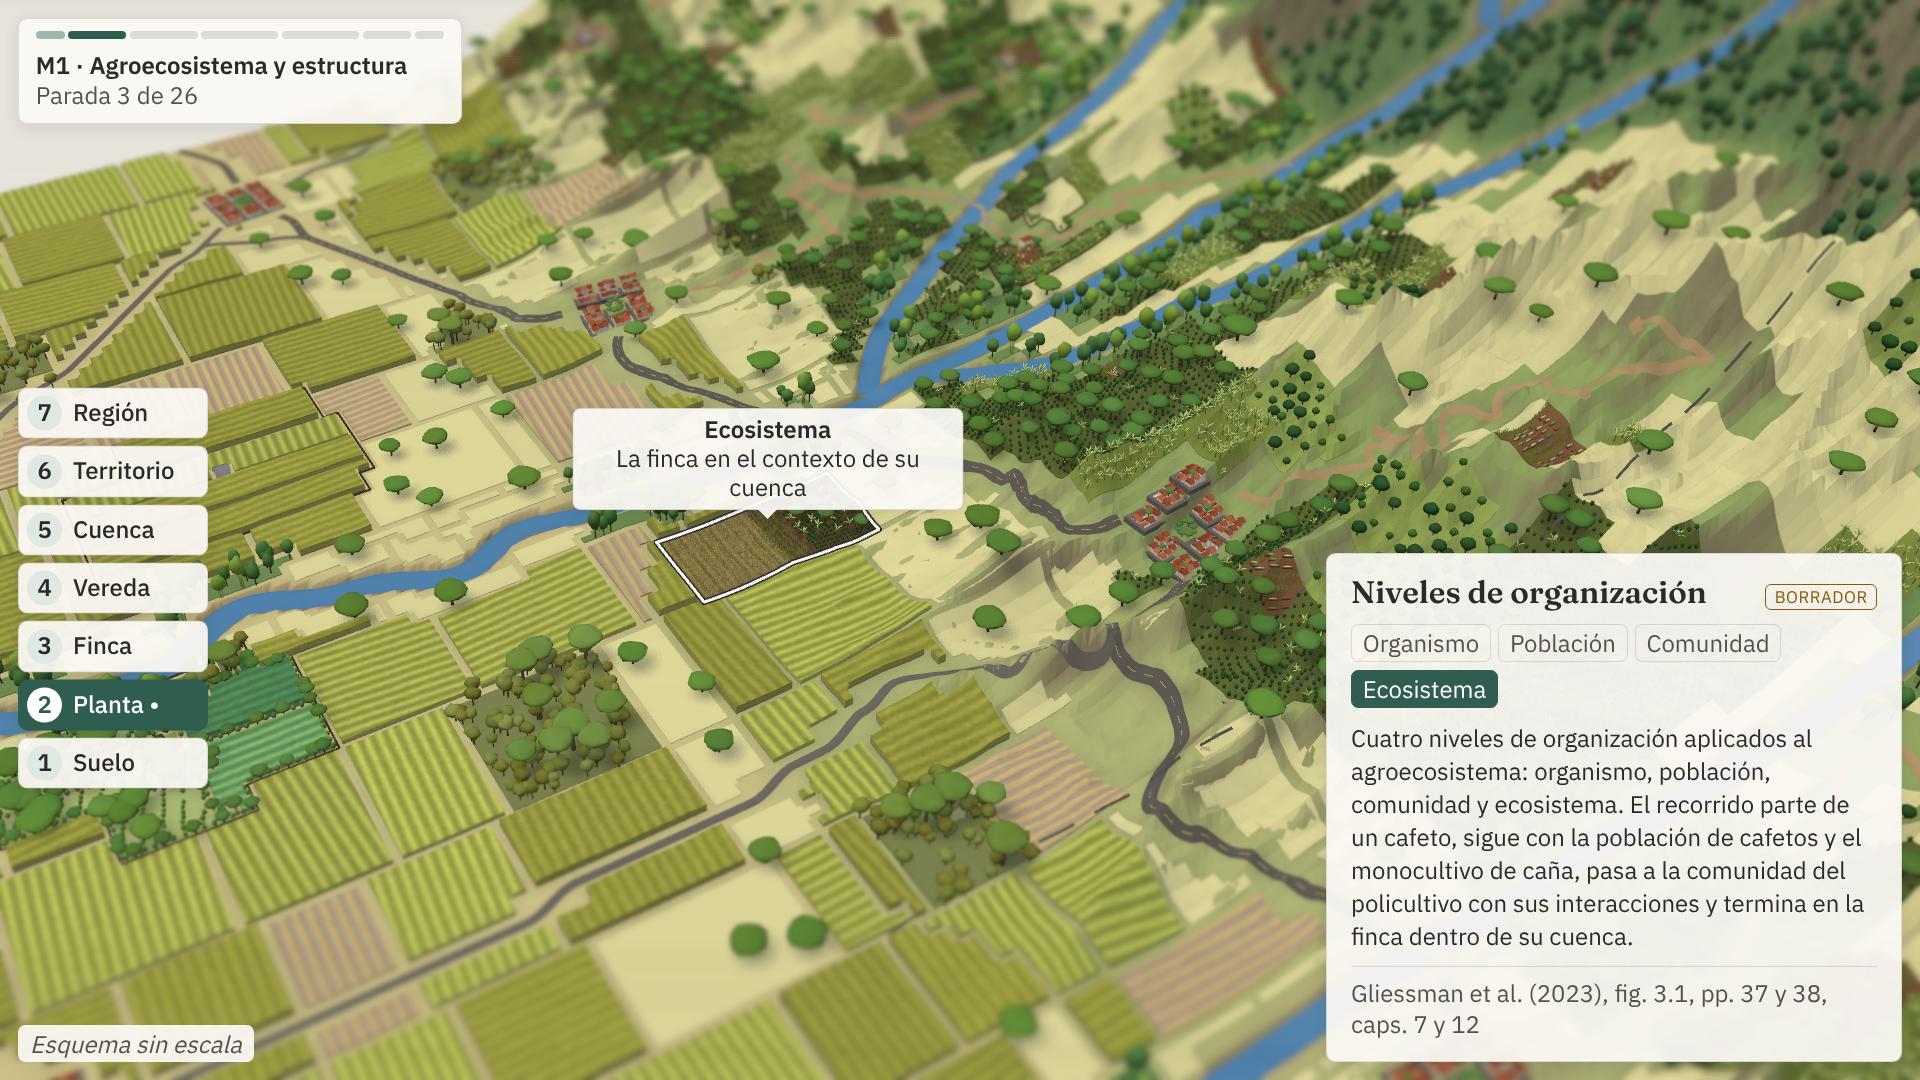 M1 · Agroecosistema y estructura
Parada 3 de 26
7 Región
6 Territorio
5 Cuenca
4 Vereda
3 Finca
2 Planta •
1 Suelo
Ecosistema
La finca en el contexto de su
cuenca
Niveles de organización
BORRADOR
Organismo Población Comunidad
Ecosistema
Cuatro niveles de organización aplicados al
agroecosistema: organismo, población,
comunidad y ecosistema. El recorrido parte de
un cafeto, sigue con la población de cafetos y el
monocultivo de caña, pasa a la comunidad del
policultivo con sus interacciones y termina en la
finca dentro de su cuenca.
Gliessman et al. (2023), fig. 3.1, pp. 37 y 38,
caps. 7 y 12
Esquema sin escala